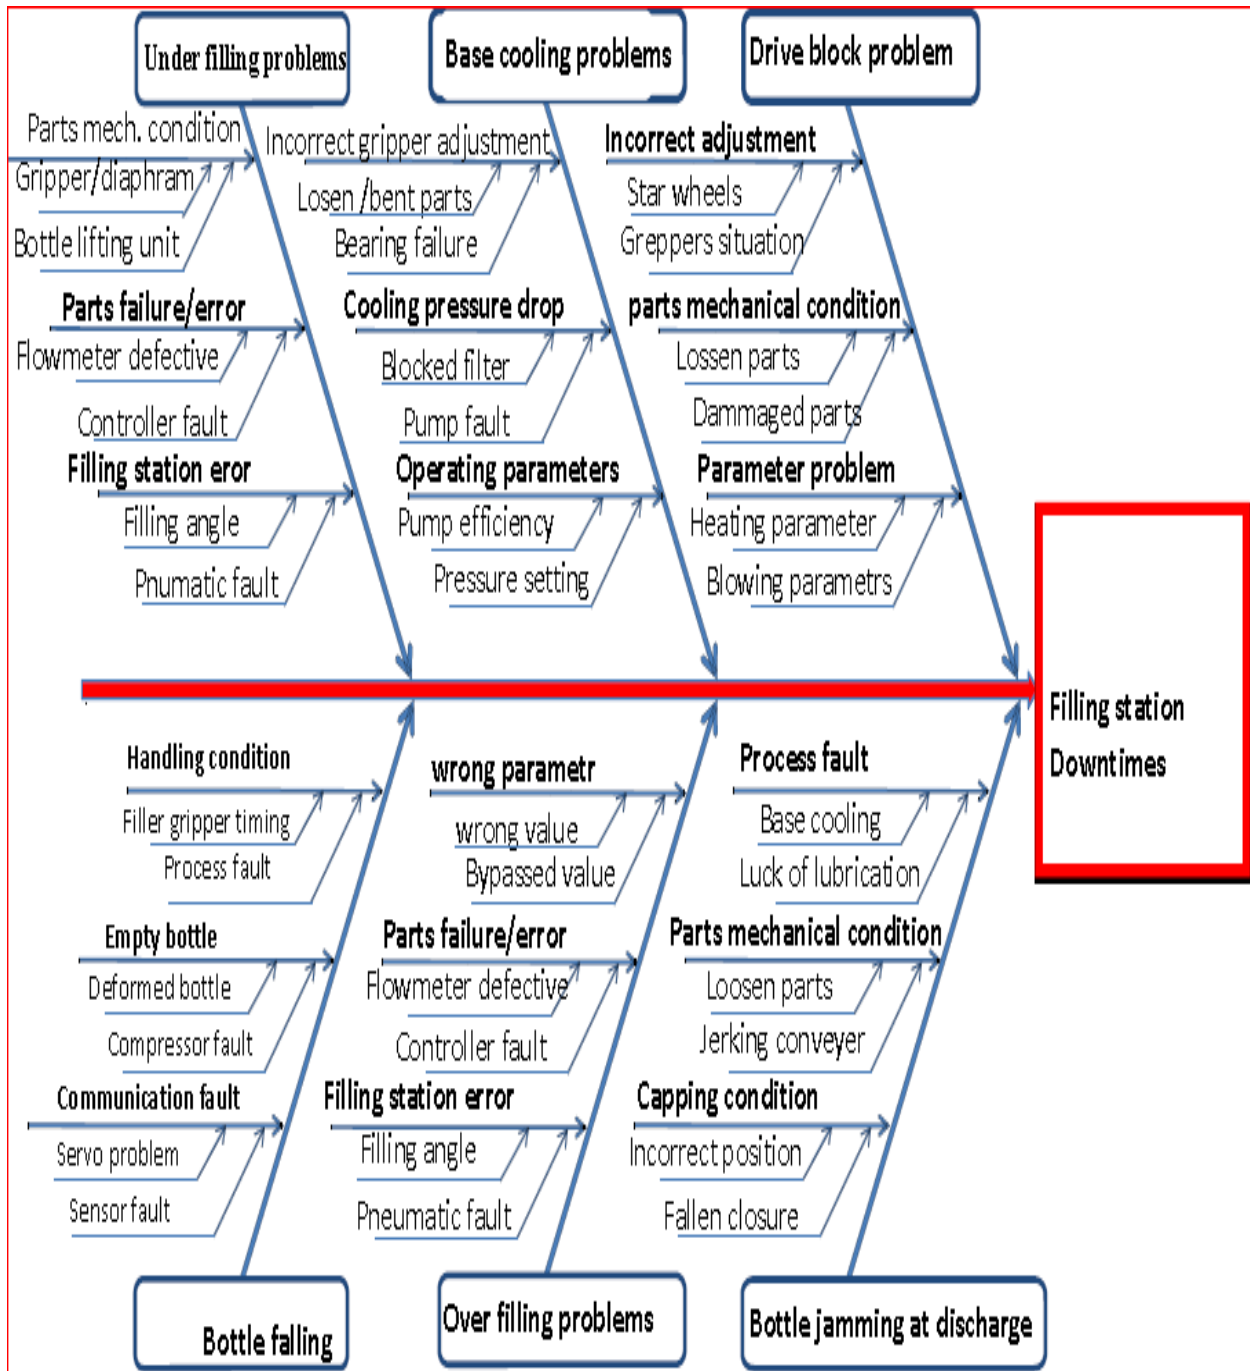 Under filling problems
Parts mech. condition
Gripper/diaphram
Bottle lifting unit
Parts failure/error
Flowmeter defective
Controller fault
Filling station eror
Filling angle
Pnumatic fault
Base cooling problems
Incorrect gripper adjustment
Losen /bent parts
Bearing failure
Cooling pressure drop
Blocked filter
Pump fault
Operating parameters
Pump efficiency
Pressure setting
Drive block problem
Incorrect adjustment
Star wheels
Greppers situation
parts mechanical condition
Lossen parts
Dammaged parts
Parameter problem
Heating parameter
Blowing parametrs
Filling station
Downtimes
Handling condition
Filler gripper timing
Process fault
Empty bottle
Deformed bottle
Compressor fault
Communication fault
Servo problem
Sensor fault
Bottle falling
wrong parametr
wrong value
Bypassed value
Parts failure/error
Flowmeter defective
Controller fault
Filling station error
Filling angle
Pneumatic fault
Over filling problems
Process fault
Base cooling
Luck of lubrication
Parts mechanical condition
Loosen parts
Jerking conveyer
Capping condition
Incorrect position
Fallen closure
Bottle jamming at discharge